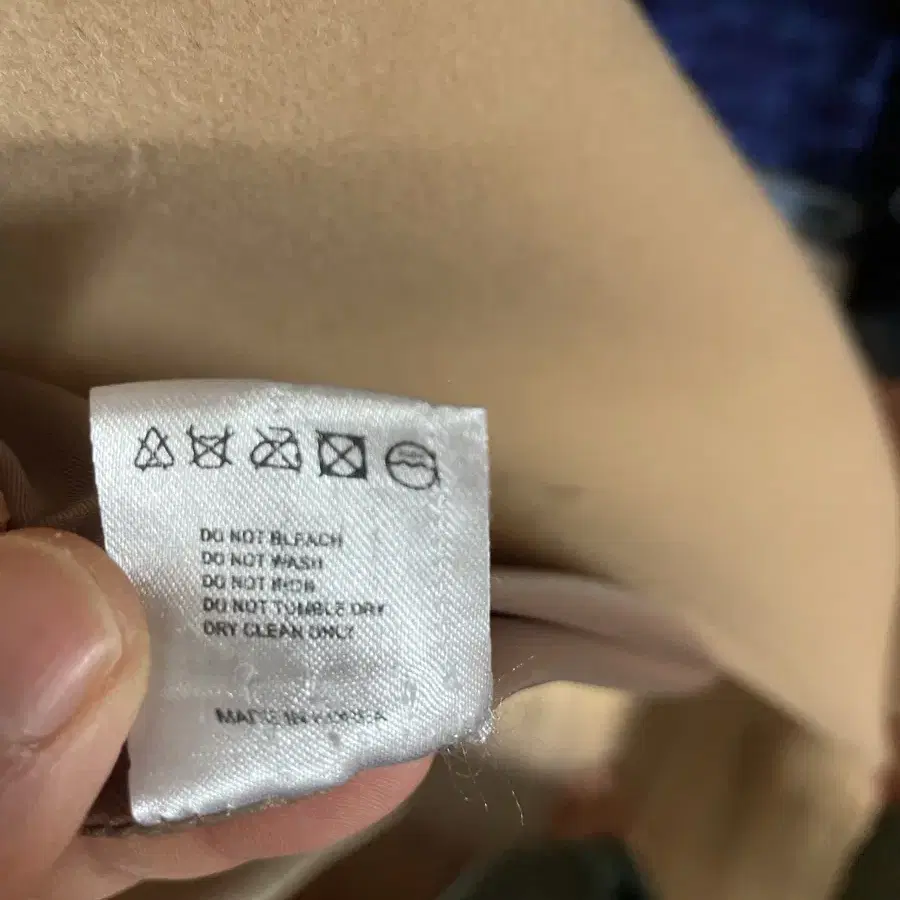 DO NOT BLEACH
DO NOT WASH
DO NOT IRON
DO NOT TUMBLE DRY
DRY CLEAN ONLY
MADE IN KOREA